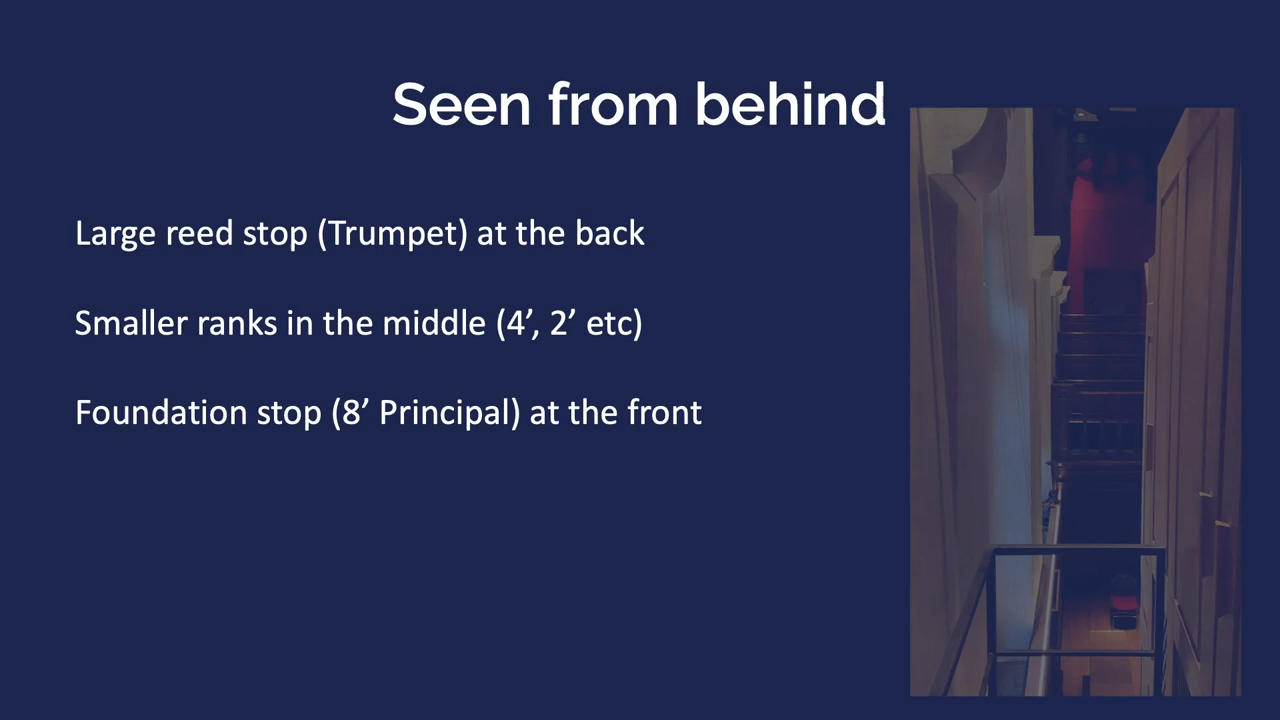 Seen from behind
Large reed stop (Trumpet) at the back
Smaller ranks in the middle (4’, 2’ etc)
Foundation stop (8’ Principal) at the front